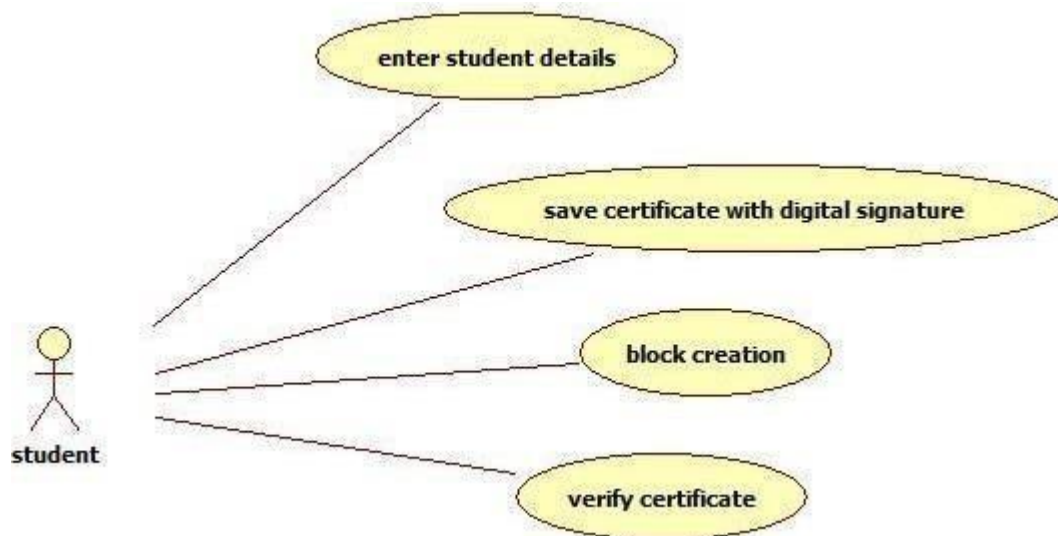 enter student details
save certificate with digital signature
block creation
student
verify certificate